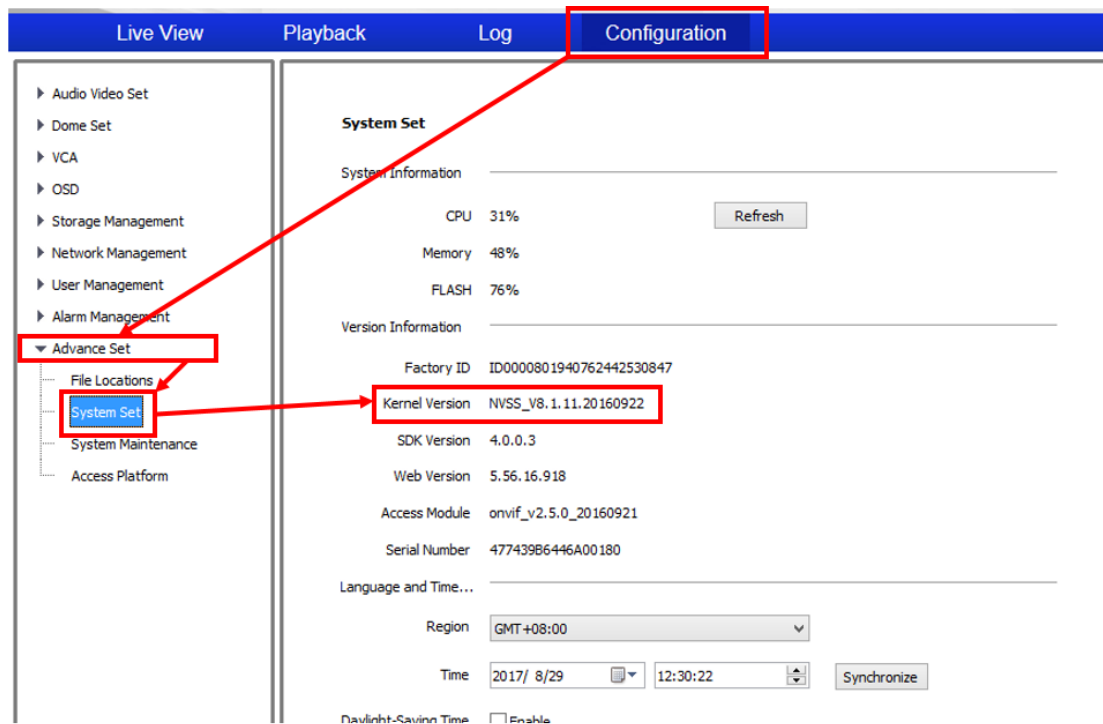 Live View Playback Log Configuration
Audio Video Set
Dome Set
VCA
OSD
Storage Management
Network Management
User Management
Alarm Management
Advance Set
File Locations
System Set
System Maintenance
Access Platform
System Set
System Information
CPU 31% Refresh
Memory 48%
FLASH 76%
Version Information
Factory ID ID0000801940762442530847
Kernel Version NVSS_V8.1.11.20160922
SDK Version 4.0.0.3
Web Version 5.56.16.918
Access Module onvif_v2.5.0_20160921
Serial Number 477439B6446A00180
Language and Time...
Region GMT+08:00
Time 2017/ 8/29 12:30:22 Synchronize
Daylight-Saving Time Enable